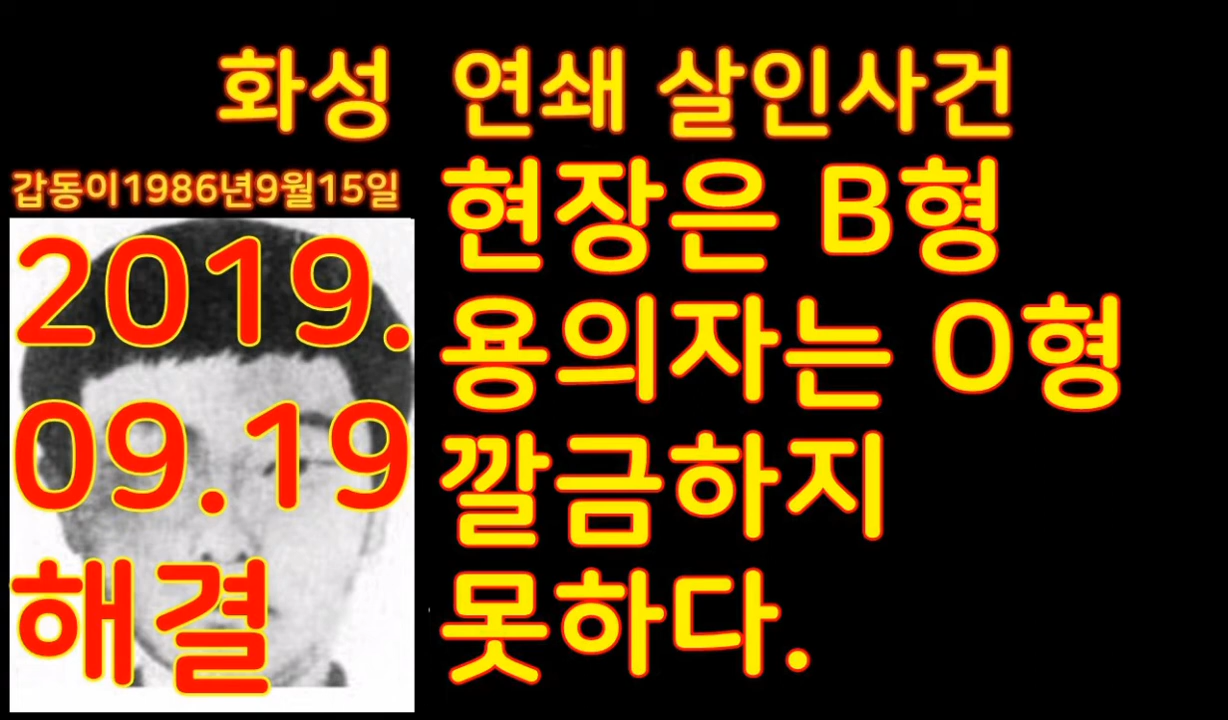 화성 연쇄 살인사건
갑동이1986년9월15일
2019.
09.19
해결
현장은 B형
용의자는 O형
깔금하지
못하다.